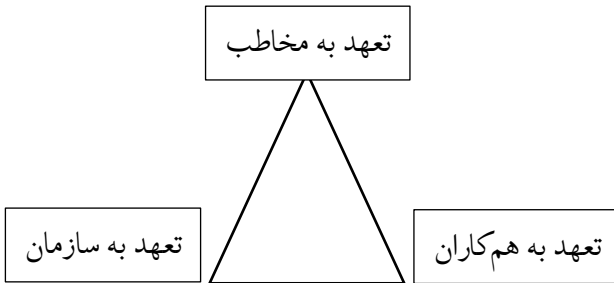 تعهد به مخاطب
تعهد به هم‌کاران
تعهد به سازمان